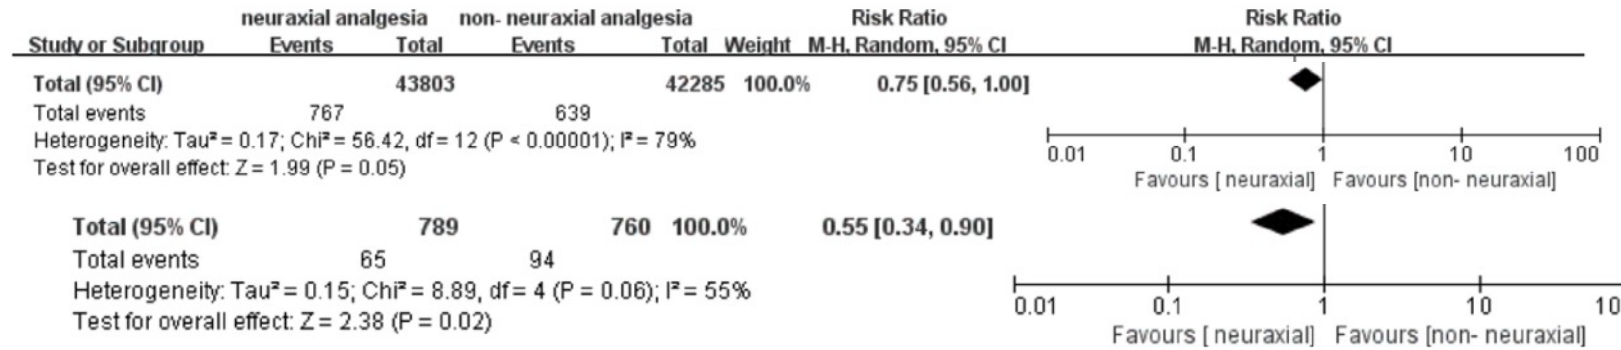 neuraxial analgesia non- neuraxial analgesia Risk Ratio Risk Ratio
Study or Subgroup Events Total Events Total Weight M-H, Random, 95% CI M-H, Random, 95% CI
Total (95% CI) 43803 42285 100.0% 0.75 [0.56, 1.00]
Total events 767 639
Heterogeneity: Tau² = 0.17; Chi² = 56.42, df = 12 (P < 0.00001); I² = 79%
Test for overall effect: Z = 1.99 (P = 0.05)
0.01 0.1 1 10 100
Favours [ neuraxial] Favours [non- neuraxial]
Total (95% CI) 789 760 100.0% 0.55 [0.34, 0.90]
Total events 65 94
Heterogeneity: Tau² = 0.15; Chi² = 8.89, df = 4 (P = 0.06); I² = 55%
Test for overall effect: Z = 2.38 (P = 0.02)
0.01 0.1 1 10 10
Favours [ neuraxial] Favours [non- neuraxial]